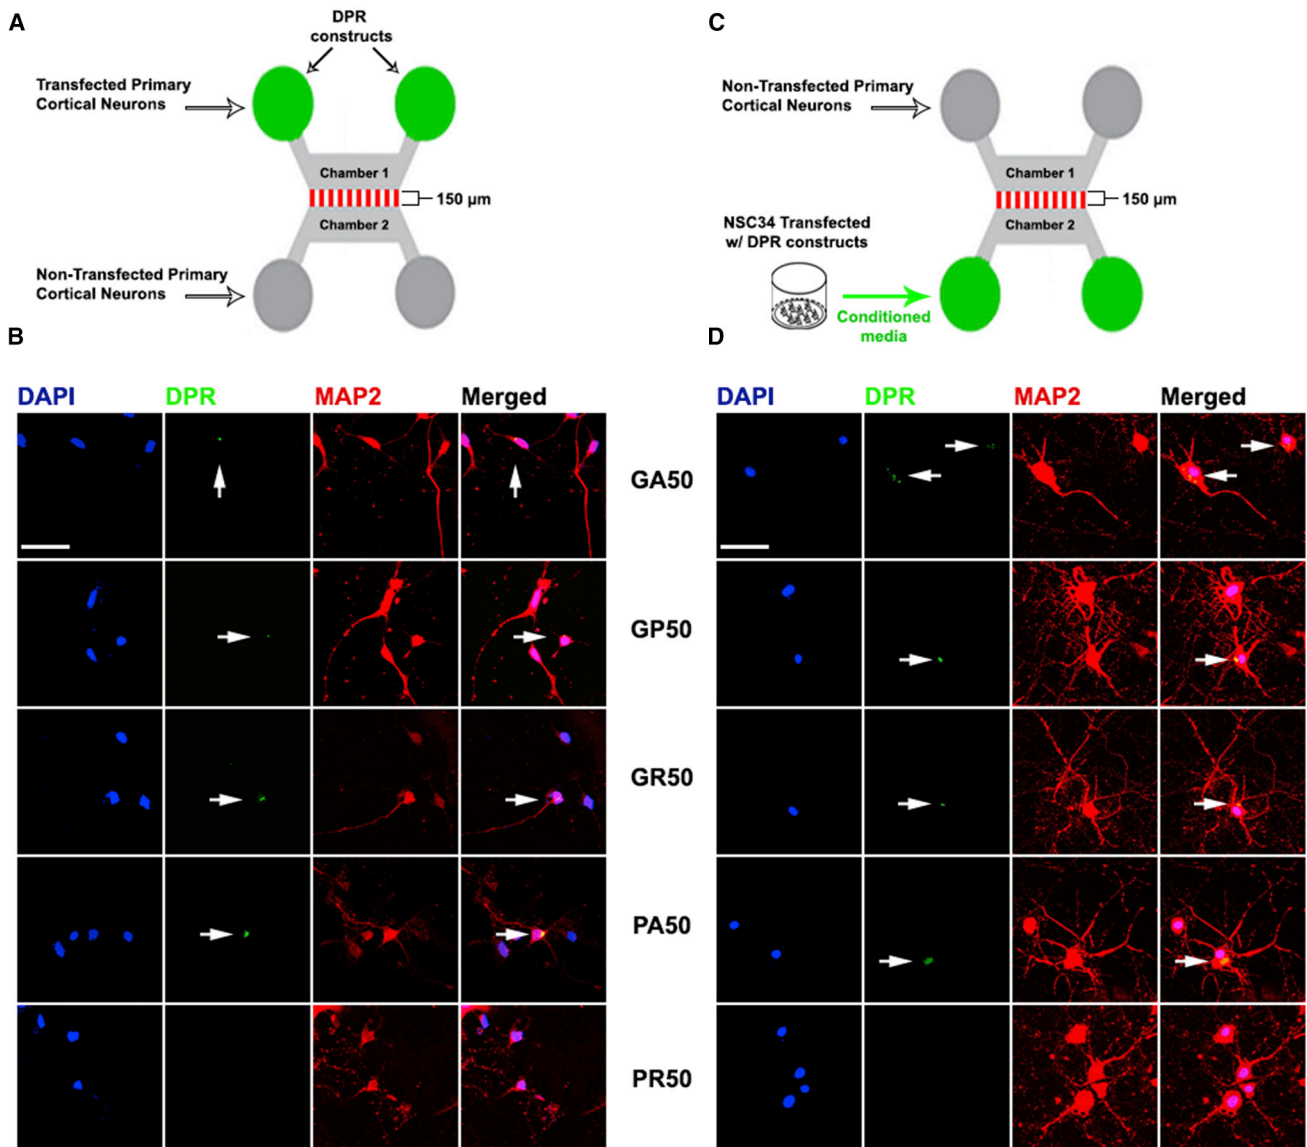 A
DPR
constructs
Transfected Primary
Cortical Neurons
Chamber 1
150 μm
Chamber 2
Non-Transfected Primary
Cortical Neurons
C
Non-Transfected Primary
Cortical Neurons
Chamber 1
150 μm
Chamber 2
NSC34 Transfected
w/ DPR constructs
Conditioned
media
B
DAPI DPR MAP2 Merged
D
DAPI DPR MAP2 Merged
GA50
GP50
GR50
PA50
PR50